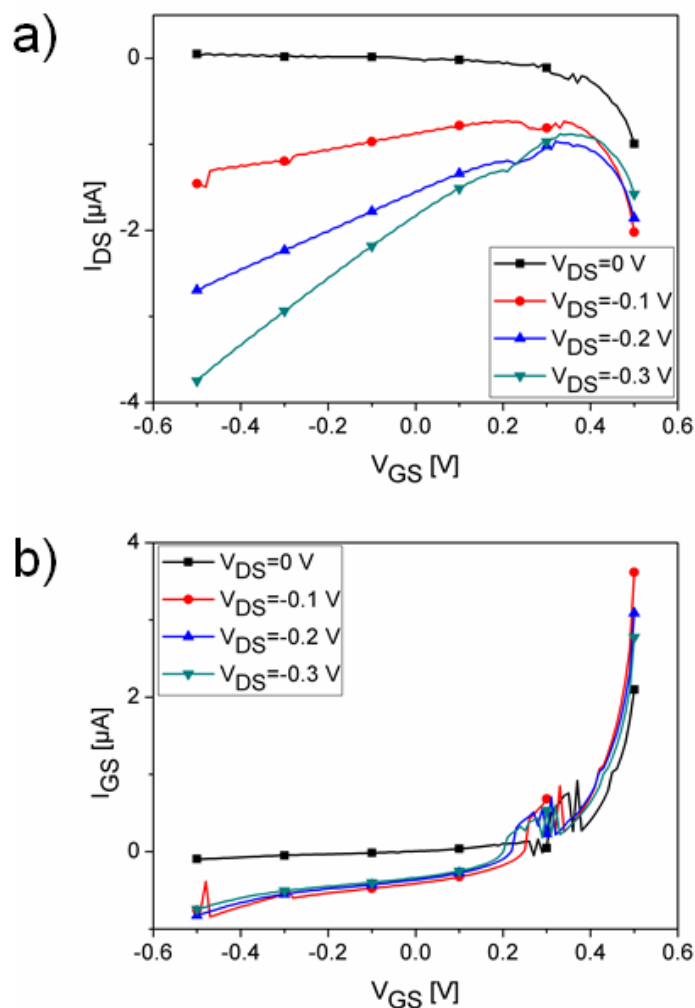 a)
0
-2
-4
I_DS [µA]
V_DS=0 V
V_DS=-0.1 V
V_DS=-0.2 V
V_DS=-0.3 V
-0.6 -0.4 -0.2 0.0 0.2 0.4 0.6
V_GS [V]
b)
4
2
0
I_GS [µA]
V_DS=0 V
V_DS=-0.1 V
V_DS=-0.2 V
V_DS=-0.3 V
-0.6 -0.4 -0.2 0.0 0.2 0.4 0.6
V_GS [V]